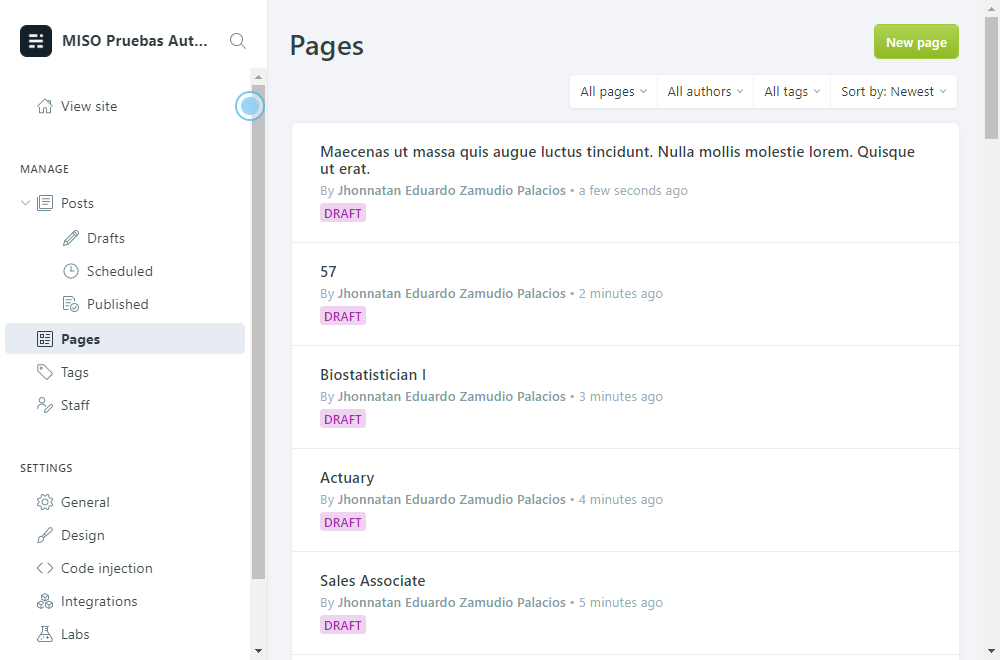 MISO Pruebas Aut...
View site
MANAGE
Posts
Drafts
Scheduled
Published
Pages
Tags
Staff
SETTINGS
General
Design
Code injection
Integrations
Labs
Pages
New page
All pages
All authors
All tags
Sort by: Newest
Maecenas ut massa quis augue luctus tincidunt. Nulla mollis molestie lorem. Quisque
ut erat.
By Jhonnatan Eduardo Zamudio Palacios • a few seconds ago
DRAFT
57
By Jhonnatan Eduardo Zamudio Palacios • 2 minutes ago
DRAFT
Biostatistician I
By Jhonnatan Eduardo Zamudio Palacios • 3 minutes ago
DRAFT
Actuary
By Jhonnatan Eduardo Zamudio Palacios • 4 minutes ago
DRAFT
Sales Associate
By Jhonnatan Eduardo Zamudio Palacios • 5 minutes ago
DRAFT